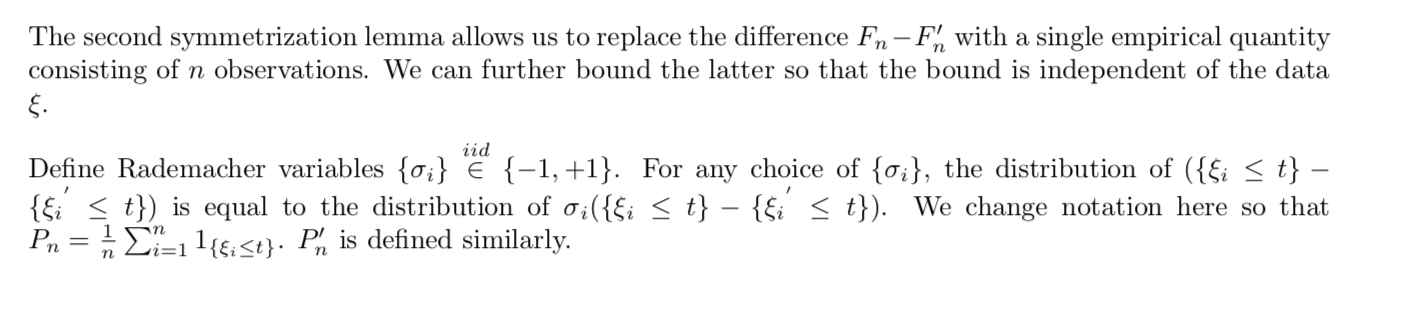 The second symmetrization lemma allows us to replace the difference $F_n - F_n'$ with a single empirical quantity
consisting of $n$ observations. We can further bound the latter so that the bound is independent of the data
$\xi$.
Define Rademacher variables $\{\sigma_i\} \overset{iid}{\in} \{-1, +1\}$. For any choice of $\{\sigma_i\}$, the distribution of $(\{\xi_i \leq t\} -$
$\{\xi_i' \leq t\})$ is equal to the distribution of $\sigma_i(\{\xi_i \leq t\} - \{\xi_i' \leq t\})$. We change notation here so that
$P_n = \frac{1}{n} \sum_{i=1}^{n} 1_{\{\xi_i \leq t\}}$. $P_n'$ is defined similarly.